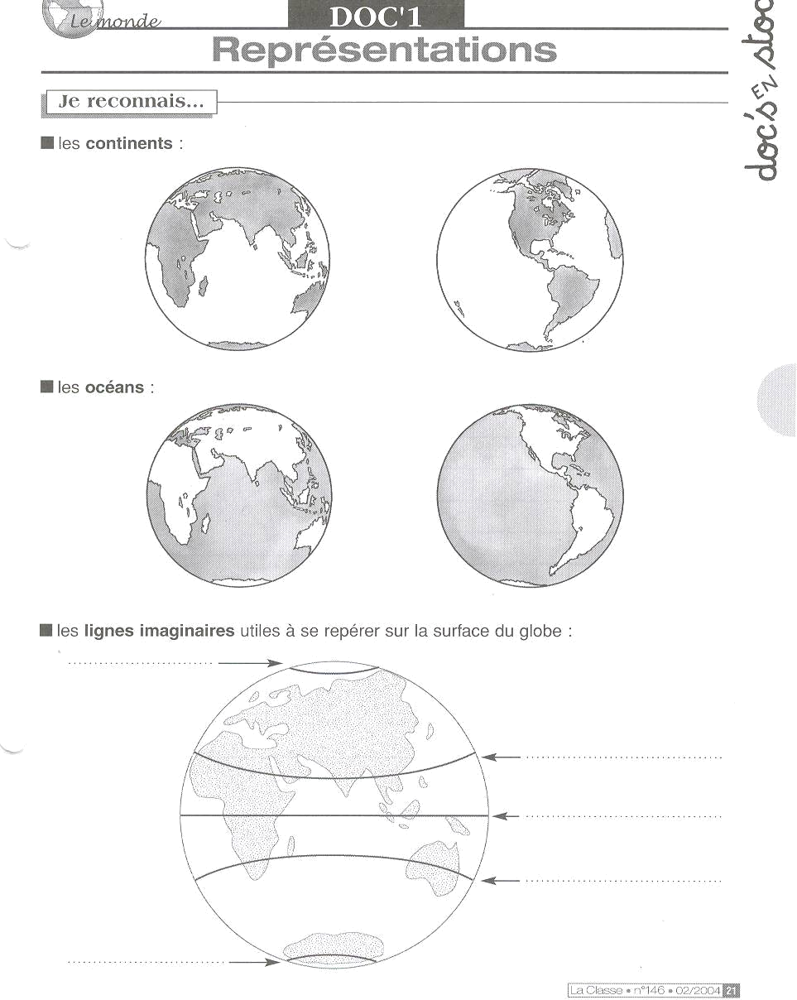 Le monde
DOC'1
Représentations
doc's EN stoc
Je reconnais...
■ les continents :
■ les océans :
■ les lignes imaginaires utiles à se repérer sur la surface du globe :
La Classe • n°146 • 02/2004 21